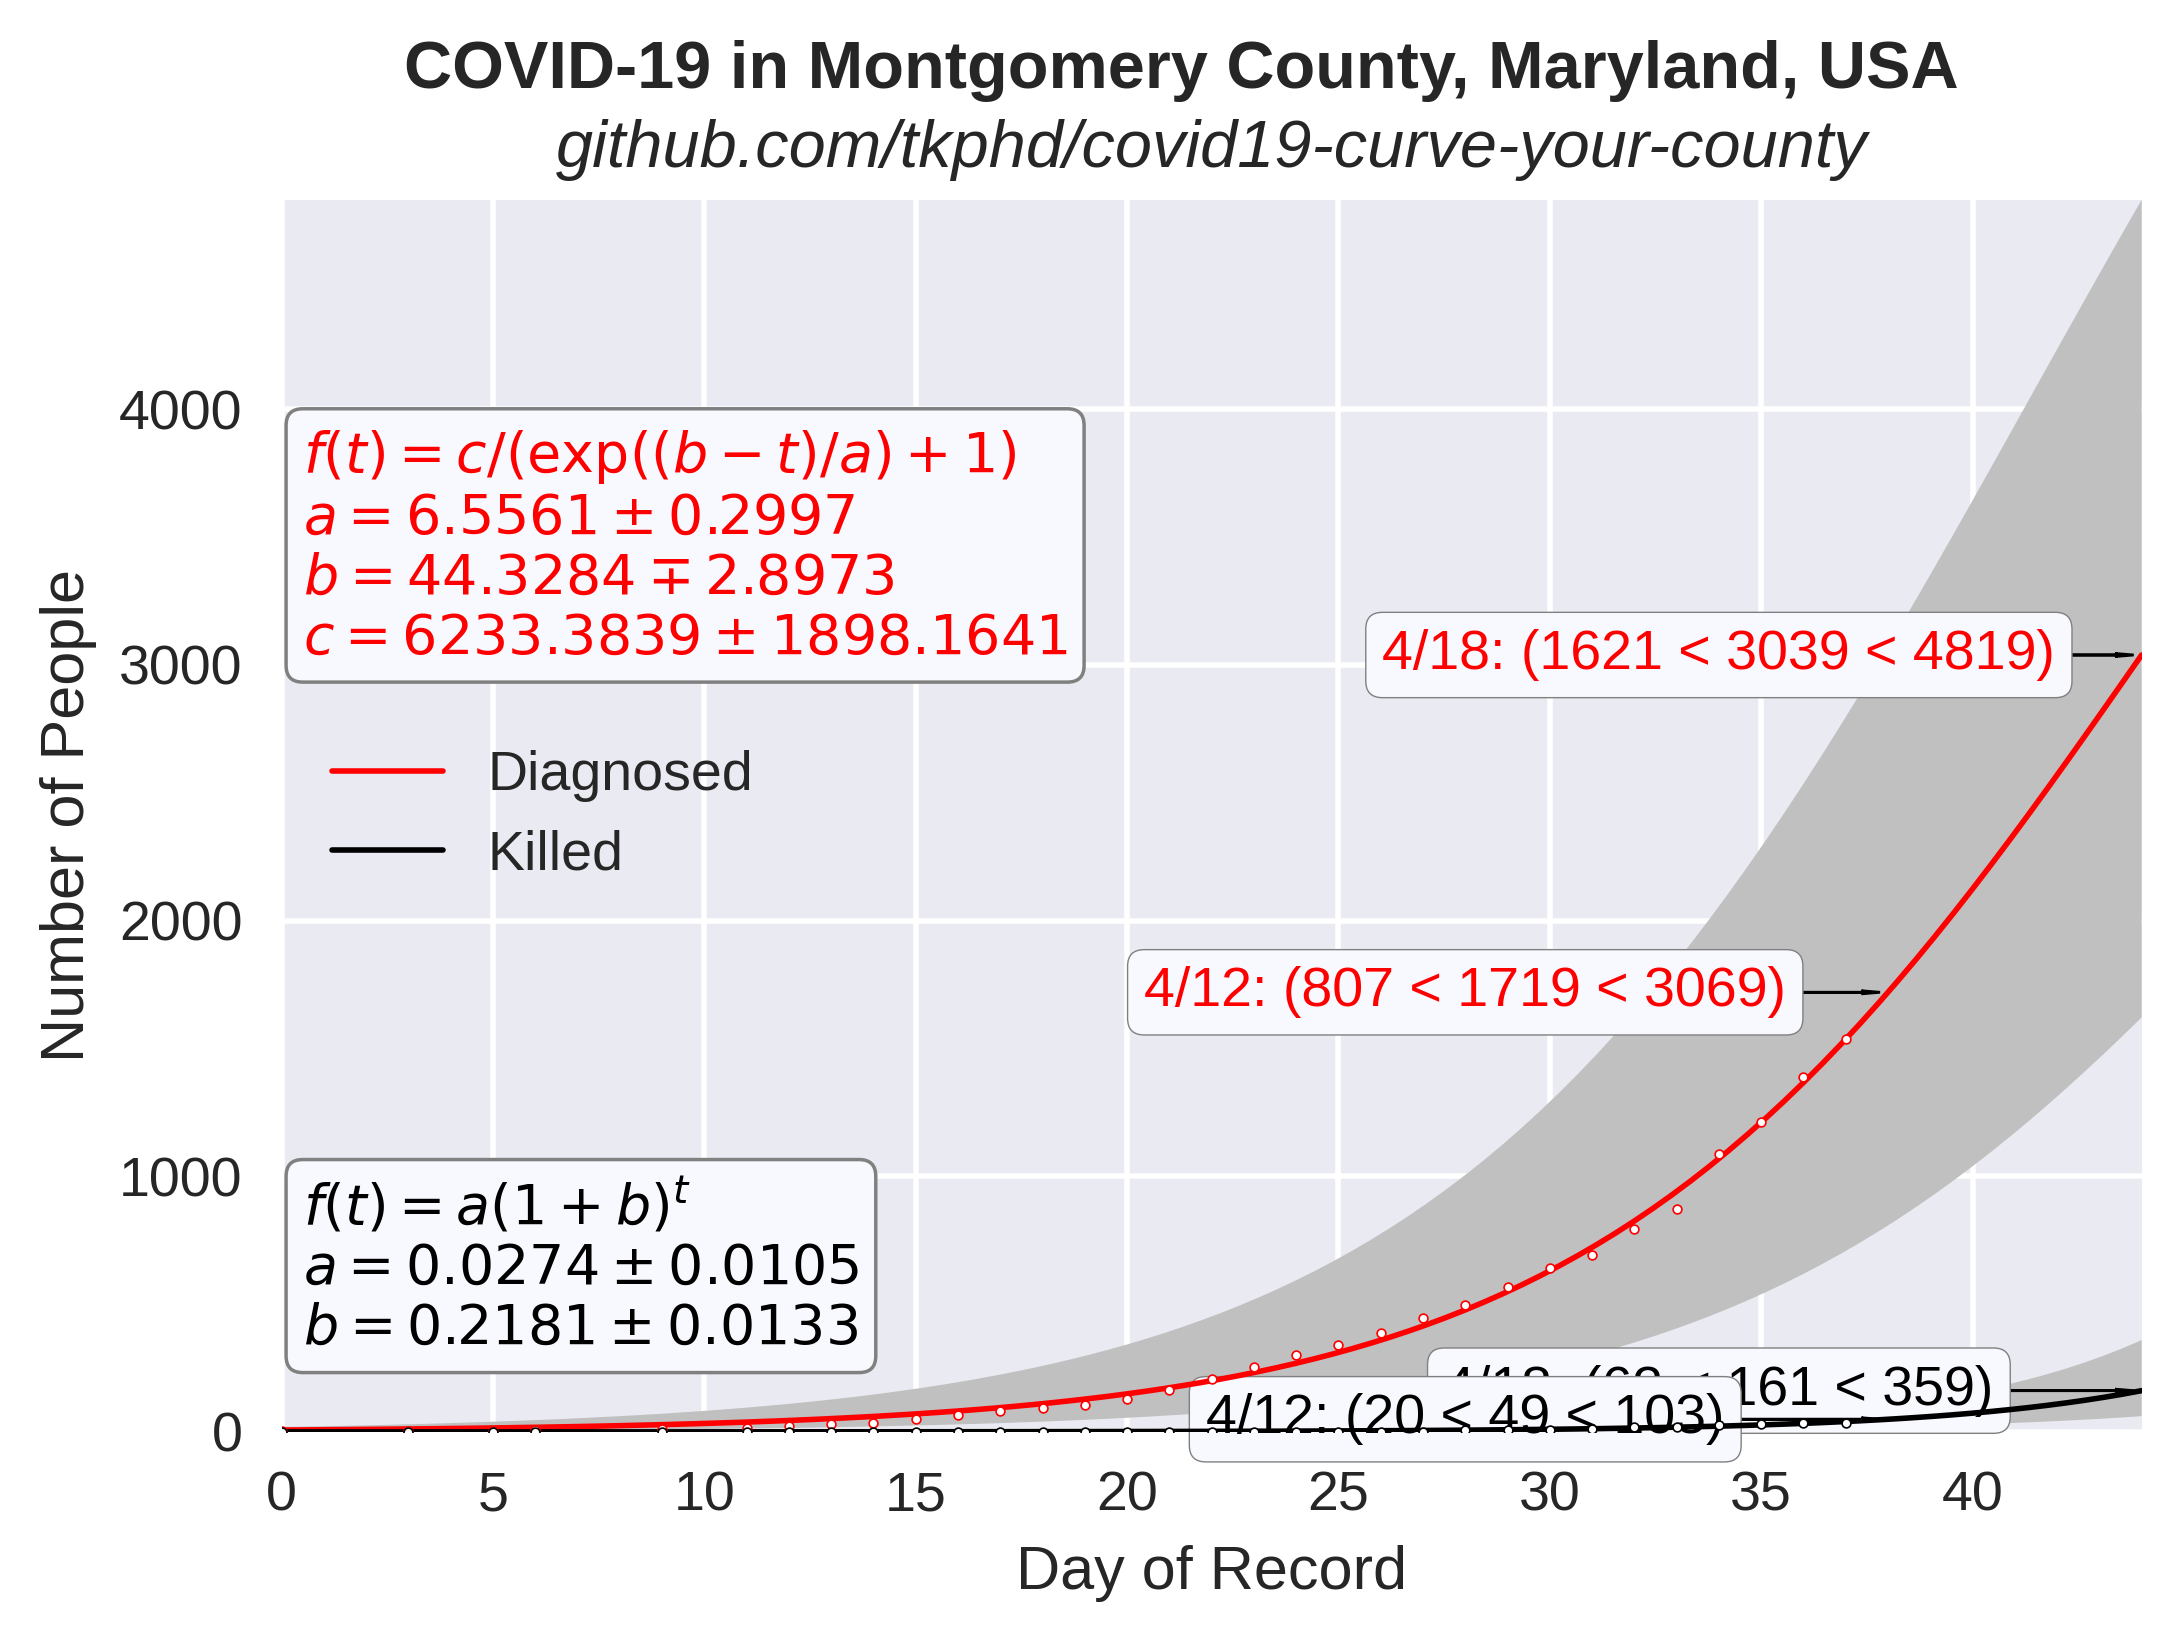 COVID-19 in Montgomery County, Maryland, USA
github.com/tkphd/covid19-curve-your-county
Number of People
4000
3000
2000
1000
0
f(t) = c/(exp((b − t)/a) + 1)
a = 6.5561 ± 0.2997
b = 44.3284 ∓ 2.8973
c = 6233.3839 ± 1898.1641
Diagnosed
Killed
4/18: (1621 < 3039 < 4819)
4/12: (807 < 1719 < 3069)
f(t) = a(1 + b)^t
a = 0.0274 ± 0.0105
b = 0.2181 ± 0.0133
161 < 359)
4/12: (20 < 49 < 103)
0 5 10 15 20 25 30 35 40
Day of Record